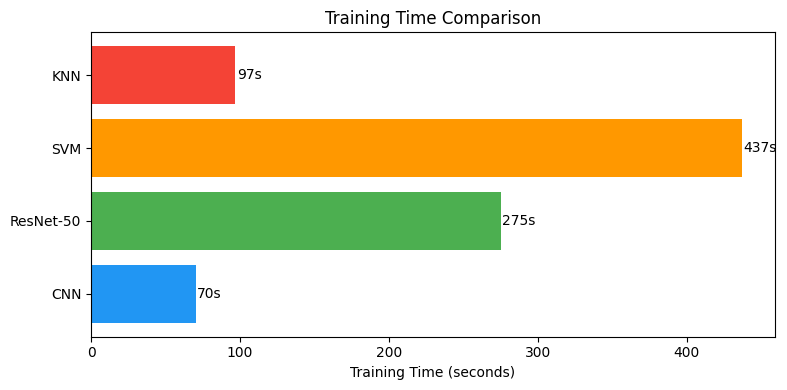 Training Time Comparison
KNN 97s
SVM 437s
ResNet-50 275s
CNN 70s
0 100 200 300 400
Training Time (seconds)